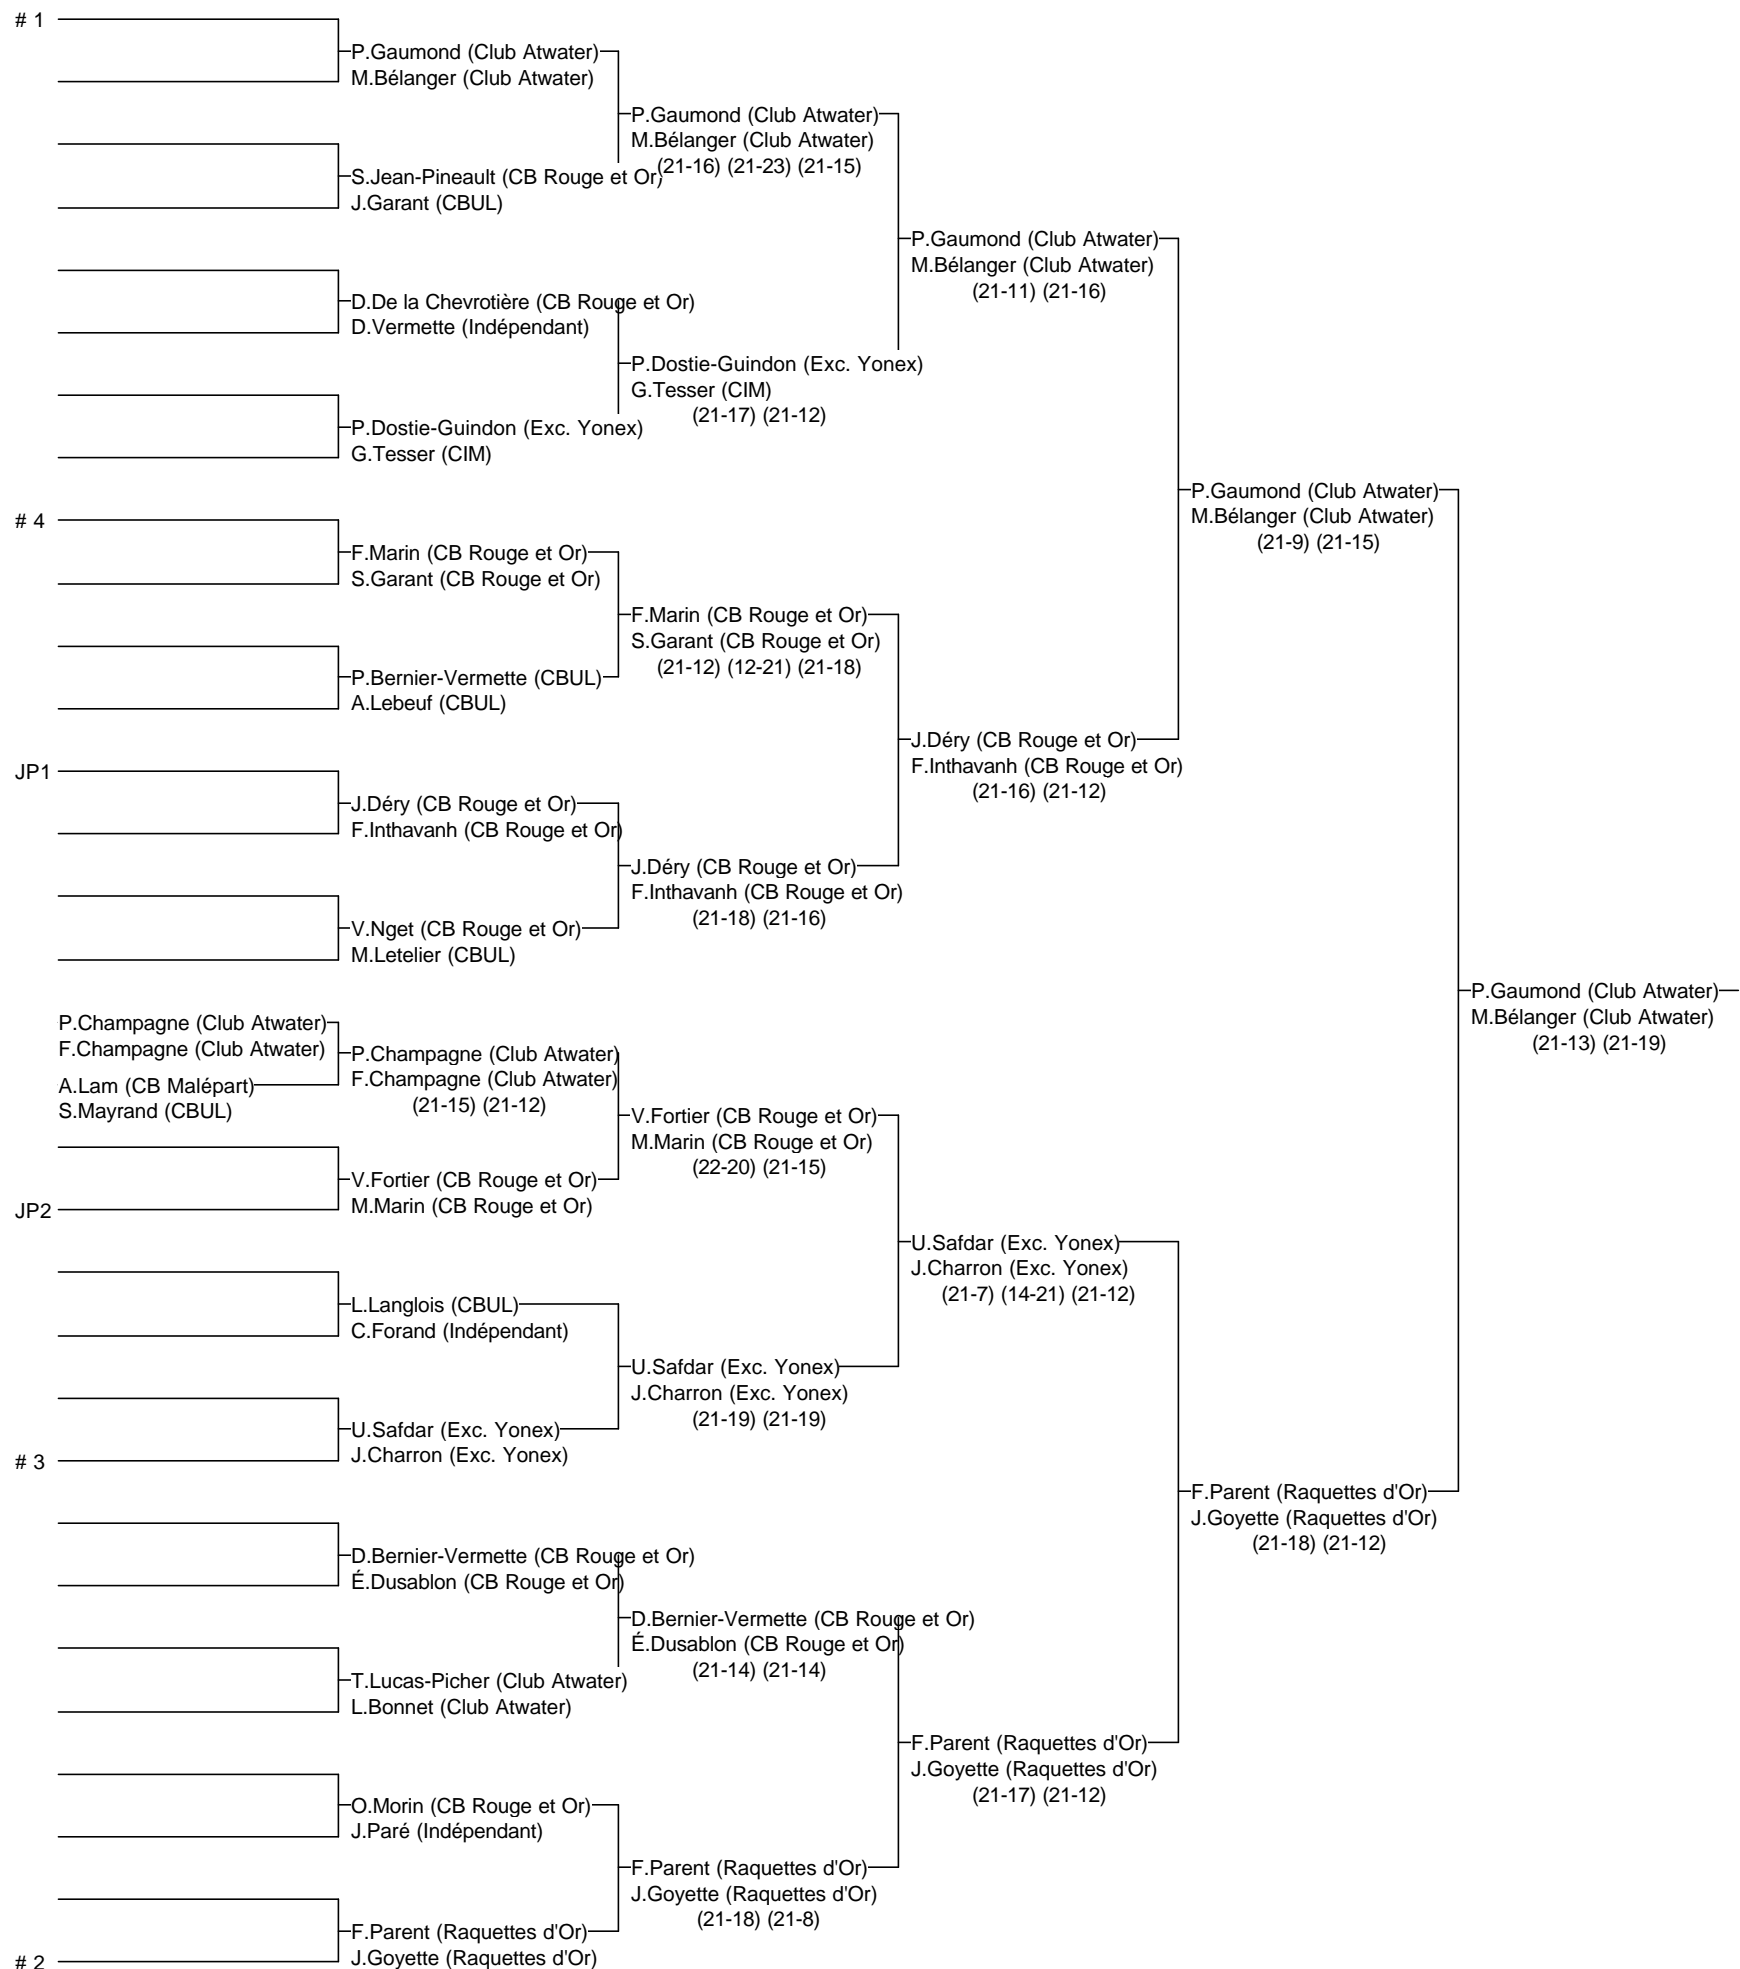 # 1
P.Gaumond (Club Atwater)
M.Bélanger (Club Atwater)
P.Gaumond (Club Atwater)
M.Bélanger (Club Atwater)
(21-16) (21-23) (21-15)
S.Jean-Pineault (CB Rouge et Or)
J.Garant (CBUL)
P.Gaumond (Club Atwater)
M.Bélanger (Club Atwater)
(21-11) (21-16)
D.De la Chevrotière (CB Rouge et Or)
D.Vermette (Indépendant)
P.Dostie-Guindon (Exc. Yonex)
G.Tesser (CIM)
(21-17) (21-12)
P.Dostie-Guindon (Exc. Yonex)
G.Tesser (CIM)
P.Gaumond (Club Atwater)
M.Bélanger (Club Atwater)
(21-9) (21-15)
# 4
F.Marin (CB Rouge et Or)
S.Garant (CB Rouge et Or)
F.Marin (CB Rouge et Or)
S.Garant (CB Rouge et Or)
(21-12) (12-21) (21-18)
P.Bernier-Vermette (CBUL)
A.Lebeuf (CBUL)
J.Déry (CB Rouge et Or)
F.Inthavanh (CB Rouge et Or)
(21-16) (21-12)
JP1
J.Déry (CB Rouge et Or)
F.Inthavanh (CB Rouge et Or)
J.Déry (CB Rouge et Or)
F.Inthavanh (CB Rouge et Or)
(21-18) (21-16)
V.Nget (CB Rouge et Or)
M.Letelier (CBUL)
P.Gaumond (Club Atwater)
M.Bélanger (Club Atwater)
(21-13) (21-19)
P.Champagne (Club Atwater)
F.Champagne (Club Atwater)
P.Champagne (Club Atwater)
F.Champagne (Club Atwater)
(21-15) (21-12)
A.Lam (CB Malépart)
S.Mayrand (CBUL)
V.Fortier (CB Rouge et Or)
M.Marin (CB Rouge et Or)
(22-20) (21-15)
V.Fortier (CB Rouge et Or)
M.Marin (CB Rouge et Or)
JP2
U.Safdar (Exc. Yonex)
J.Charron (Exc. Yonex)
(21-7) (14-21) (21-12)
L.Langlois (CBUL)
C.Forand (Indépendant)
U.Safdar (Exc. Yonex)
J.Charron (Exc. Yonex)
(21-19) (21-19)
U.Safdar (Exc. Yonex)
J.Charron (Exc. Yonex)
# 3
F.Parent (Raquettes d'Or)
J.Goyette (Raquettes d'Or)
(21-18) (21-12)
D.Bernier-Vermette (CB Rouge et Or)
É.Dusablon (CB Rouge et Or)
D.Bernier-Vermette (CB Rouge et Or)
É.Dusablon (CB Rouge et Or)
(21-14) (21-14)
T.Lucas-Picher (Club Atwater)
L.Bonnet (Club Atwater)
F.Parent (Raquettes d'Or)
J.Goyette (Raquettes d'Or)
(21-17) (21-12)
O.Morin (CB Rouge et Or)
J.Paré (Indépendant)
F.Parent (Raquettes d'Or)
J.Goyette (Raquettes d'Or)
(21-18) (21-8)
F.Parent (Raquettes d'Or)
J.Goyette (Raquettes d'Or)
# 2